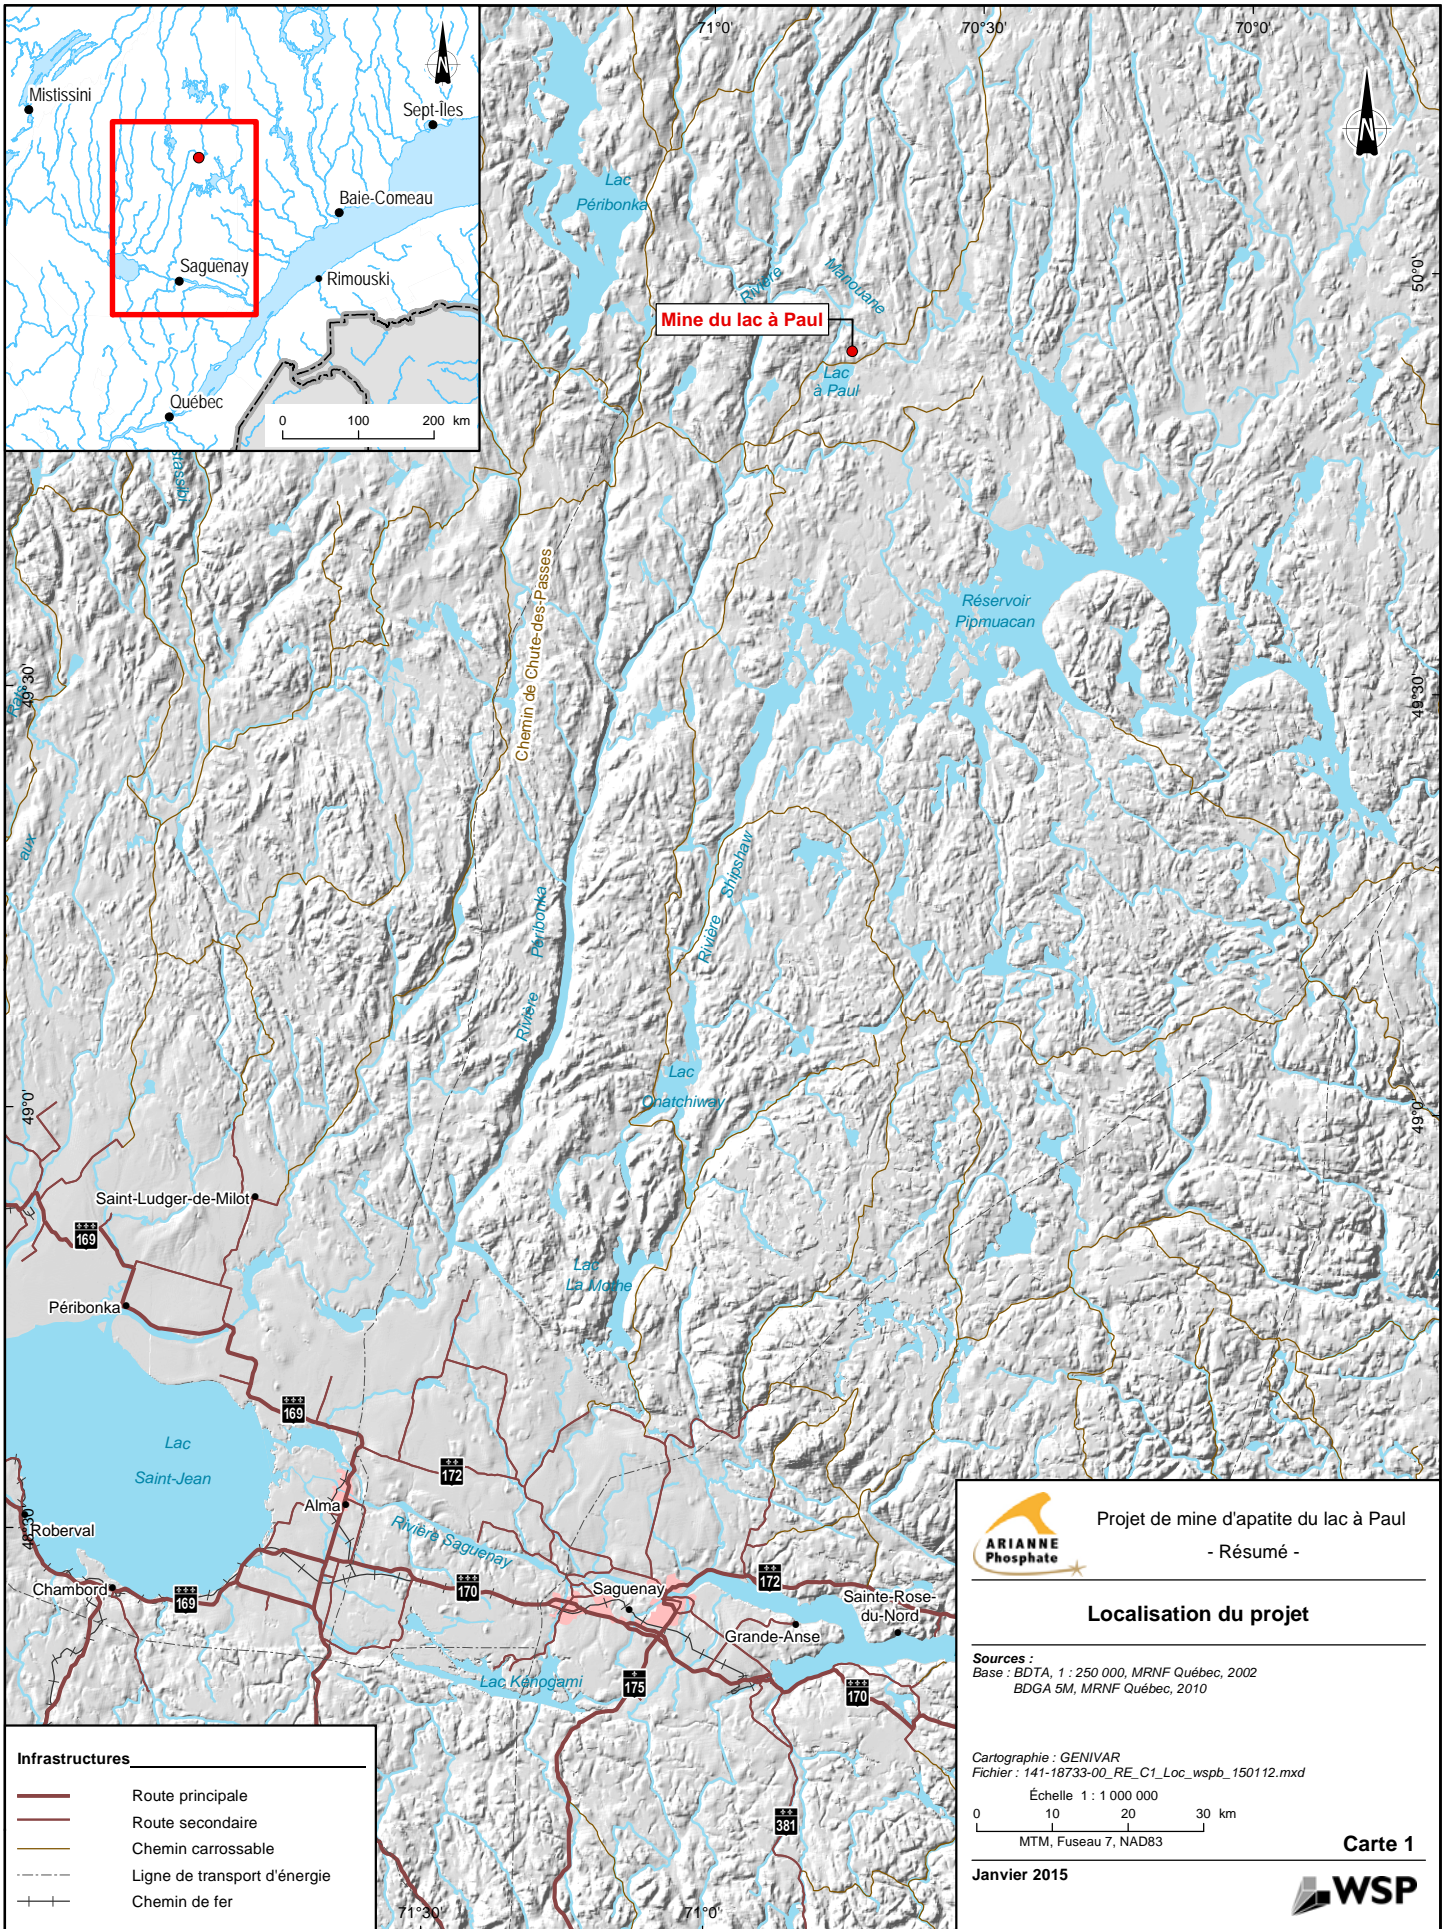 Mistissini
Sept-Îles
Baie-Comeau
Saguenay
Rimouski
Québec
0 100 200 km
N
71°0'
70°30'
70°0'
N
Lac
Péribonka
Rivière
Manouane
50°0'
Mine du lac à Paul
Lac
à Paul
Chemin de Chute-des-Passes
Réservoir
Pipmuacan
49°30'
49°30'
aux
Rivière Péribonka
Rivière Shipshaw
Lac
Onatchiway
49°0'
49°0'
Saint-Ludger-de-Milot
169
Péribonka
Lac
La Mothe
169
Lac
Saint-Jean
172
Alma
Rivière Saguenay
48°30'
Roberval
Chambord
169
170
Saguenay
172
Sainte-Rose-
du-Nord
Grande-Anse
Lac Kénogami
175
170
381
71°30'
71°0'
Infrastructures
Route principale
Route secondaire
Chemin carrossable
Ligne de transport d'énergie
Chemin de fer
ARIANNE
Phosphate
Projet de mine d'apatite du lac à Paul
- Résumé -
Localisation du projet
Sources :
Base : BDTA, 1 : 250 000, MRNF Québec, 2002
BDGA 5M, MRNF Québec, 2010
Cartographie : GENIVAR
Fichier : 141-18733-00_RE_C1_Loc_wspb_150112.mxd
Échelle 1 : 1 000 000
0 10 20 30 km
MTM, Fuseau 7, NAD83
Carte 1
Janvier 2015
WSP